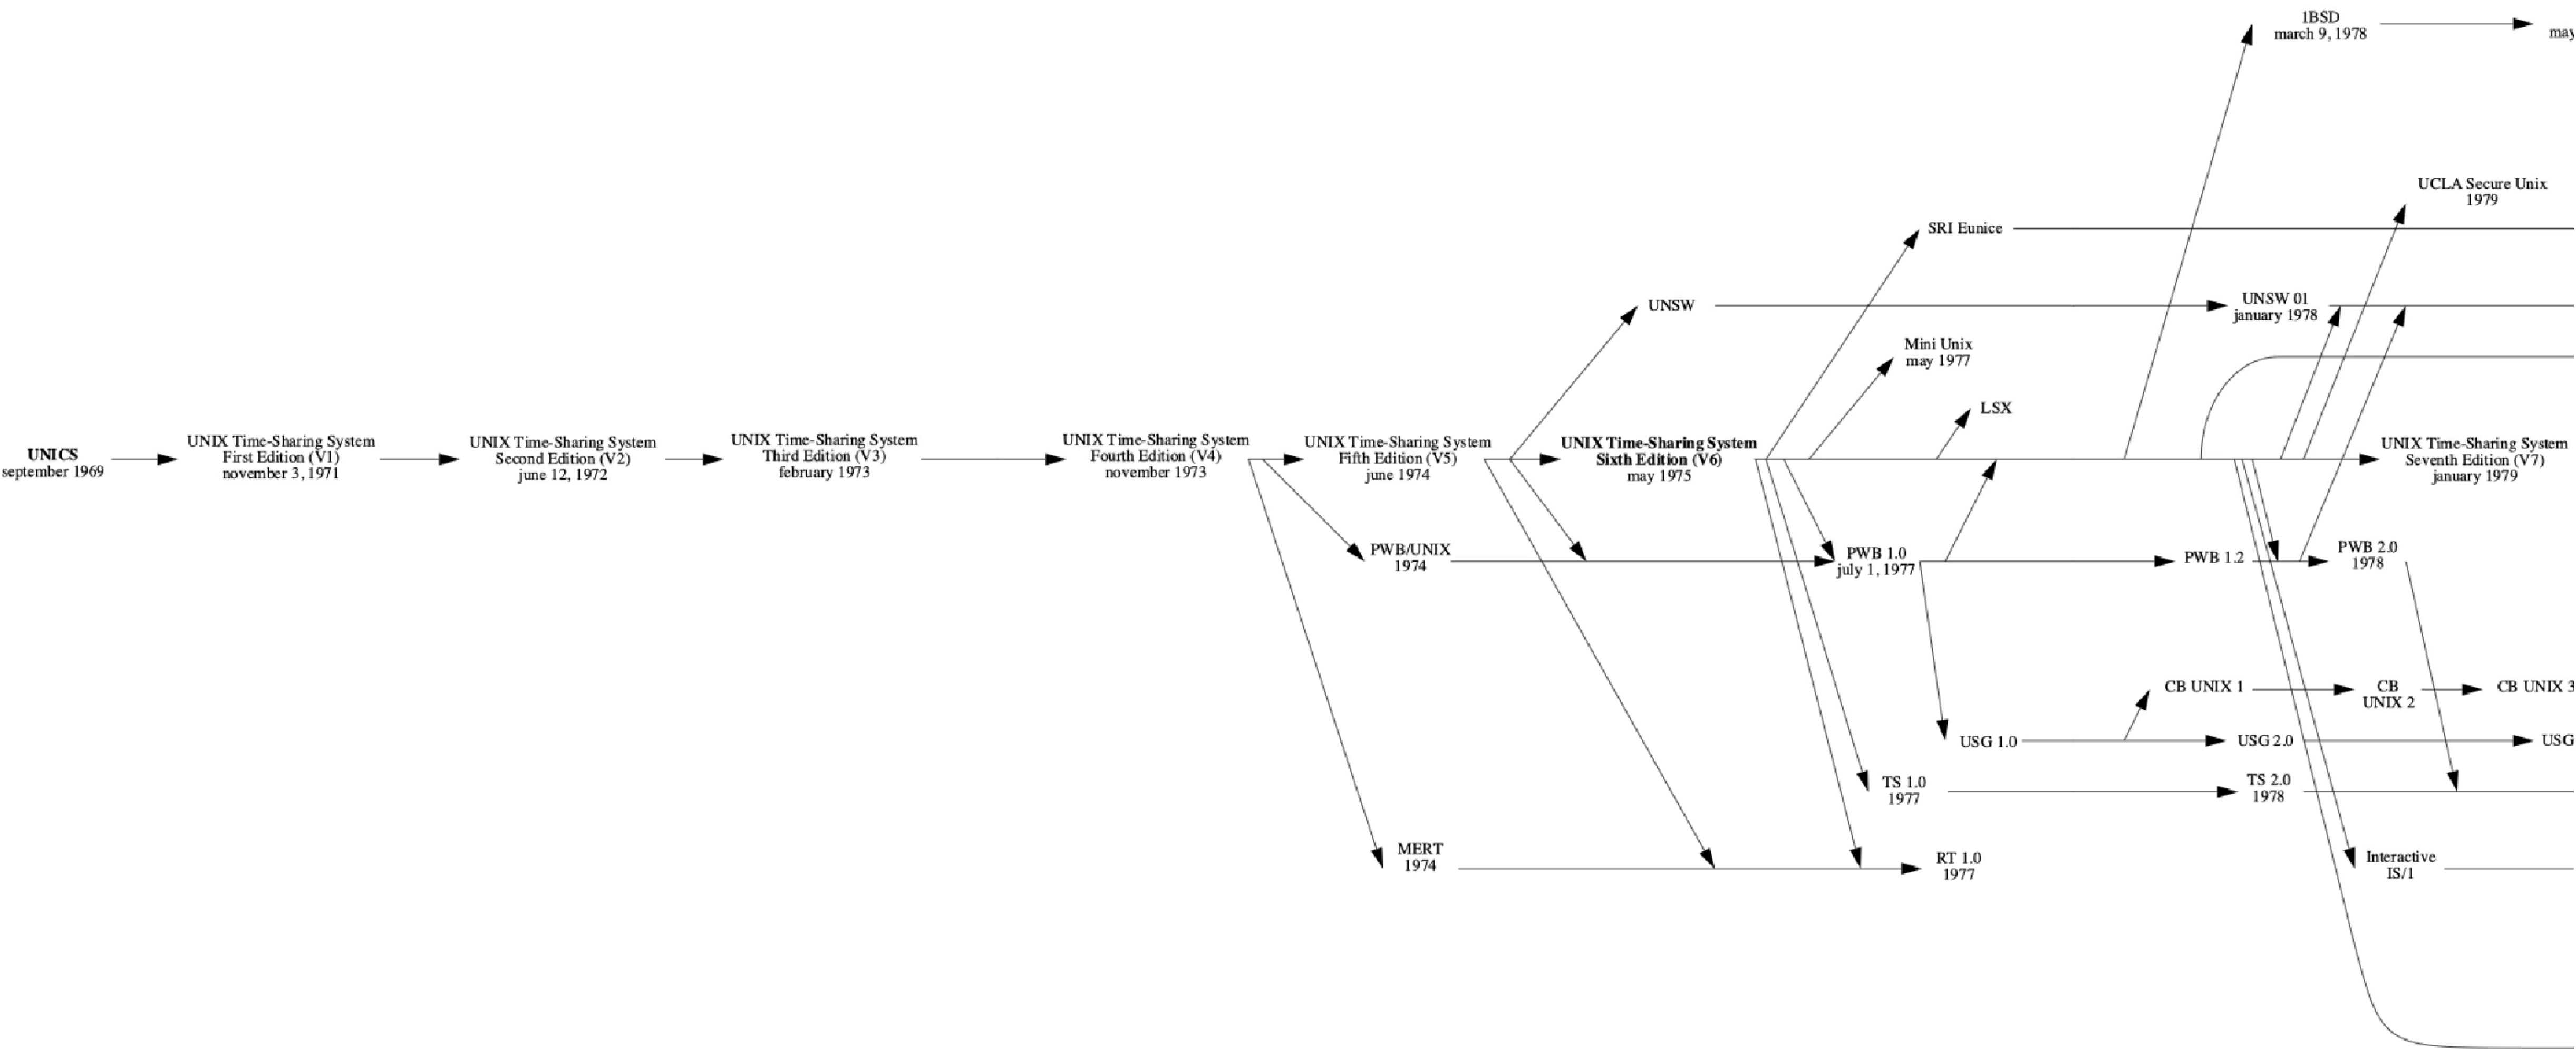 1BSD
march 9, 1978
may
UCLA Secure Unix
1979
SRI Eunice
UNSW
UNSW 01
january 1978
Mini Unix
may 1977
LSX
UNICS
september 1969
UNIX Time-Sharing System
First Edition (V1)
november 3, 1971
UNIX Time-Sharing System
Second Edition (V2)
june 12, 1972
UNIX Time-Sharing System
Third Edition (V3)
february 1973
UNIX Time-Sharing System
Fourth Edition (V4)
november 1973
UNIX Time-Sharing System
Fifth Edition (V5)
june 1974
UNIX Time-Sharing System
Sixth Edition (V6)
may 1975
UNIX Time-Sharing System
Seventh Edition (V7)
january 1979
PWB/UNIX
1974
PWB 1.0
july 1, 1977
PWB 1.2
PWB 2.0
1978
CB UNIX 1
CB
UNIX 2
CB UNIX 3
USG 1.0
USG 2.0
USG
TS 1.0
1977
TS 2.0
1978
MERT
1974
RT 1.0
1977
Interactive
IS/1